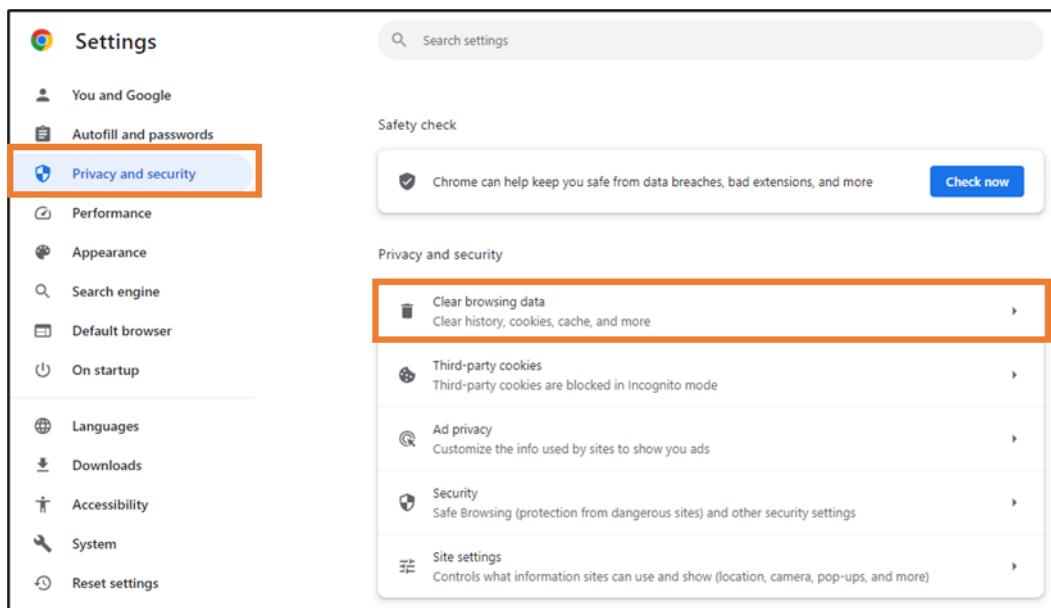 Settings
Search settings
You and Google
Autofill and passwords
Privacy and security
Performance
Appearance
Search engine
Default browser
On startup
Languages
Downloads
Accessibility
System
Reset settings
Safety check
Chrome can help keep you safe from data breaches, bad extensions, and more
Check now
Privacy and security
Clear browsing data
Clear history, cookies, cache, and more
Third-party cookies
Third-party cookies are blocked in Incognito mode
Ad privacy
Customize the info used by sites to show you ads
Security
Safe Browsing (protection from dangerous sites) and other security settings
Site settings
Controls what information sites can use and show (location, camera, pop-ups, and more)